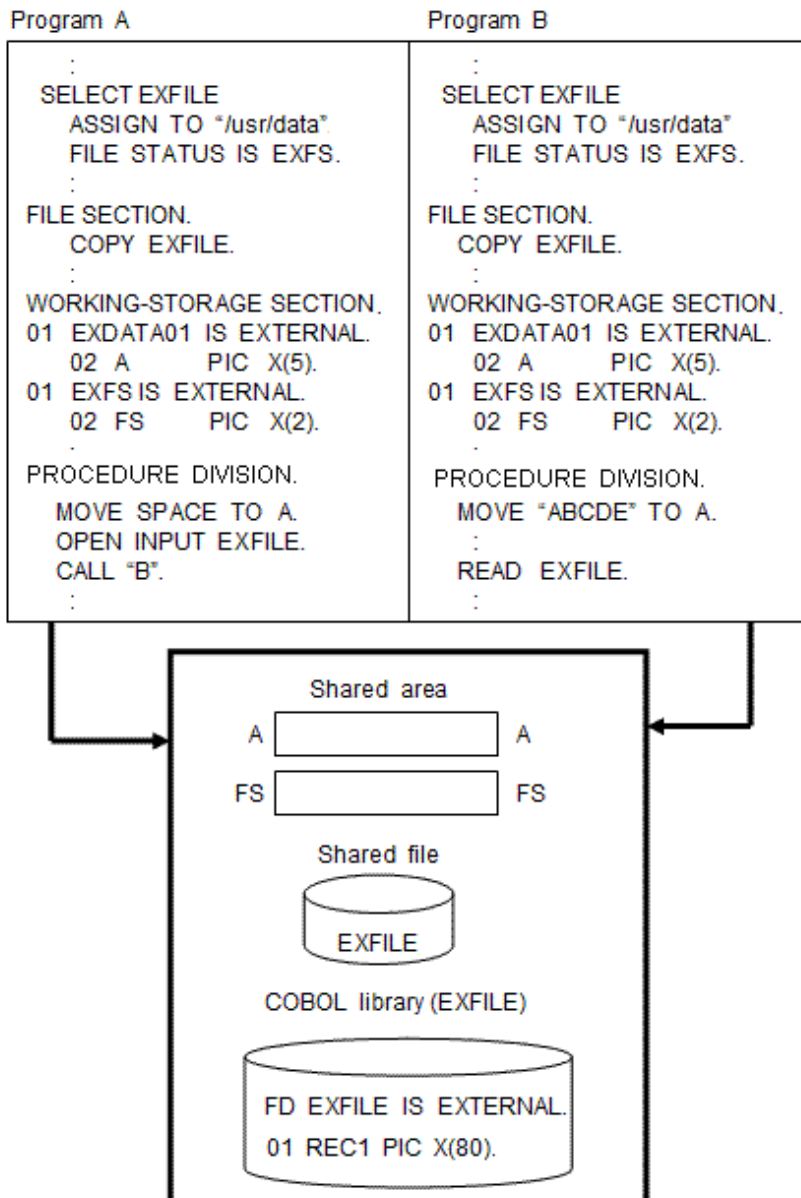 Program A
:
SELECT EXFILE
ASSIGN TO “/usr/data”
FILE STATUS IS EXFS.
:
FILE SECTION.
COPY EXFILE.
:
WORKING-STORAGE SECTION.
01 EXDATA01 IS EXTERNAL.
02 A PIC X(5).
01 EXFS IS EXTERNAL.
02 FS PIC X(2).
:
PROCEDURE DIVISION.
MOVE SPACE TO A.
OPEN INPUT EXFILE.
CALL “B”.
:
Program B
:
SELECT EXFILE
ASSIGN TO “/usr/data”
FILE STATUS IS EXFS.
:
FILE SECTION.
COPY EXFILE.
:
WORKING-STORAGE SECTION.
01 EXDATA01 IS EXTERNAL.
02 A PIC X(5).
01 EXFS IS EXTERNAL.
02 FS PIC X(2).
:
PROCEDURE DIVISION.
MOVE “ABCDE” TO A.
:
READ EXFILE.
:
Shared area
A A
FS FS
Shared file
EXFILE
COBOL library (EXFILE)
FD EXFILE IS EXTERNAL.
01 REC1 PIC X(80).